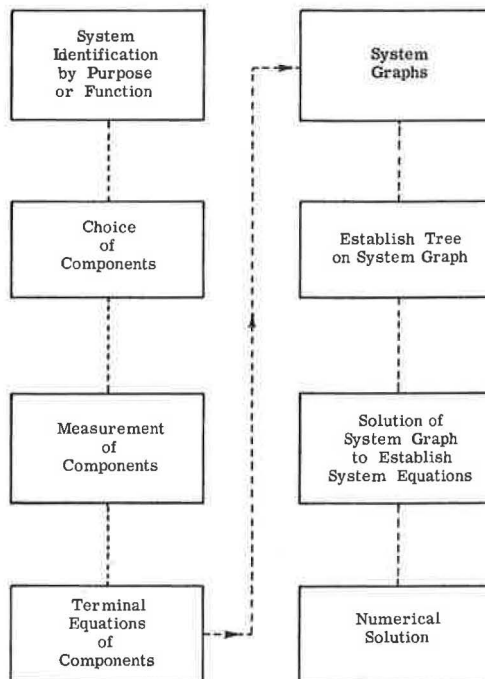 System
Identification
by Purpose
or Function
Choice
of
Components
Measurement
of
Components
Terminal
Equations
of
Components
System
Graphs
Establish Tree
on System Graph
Solution of
System Graph
to Establish
System Equations
Numerical
Solution